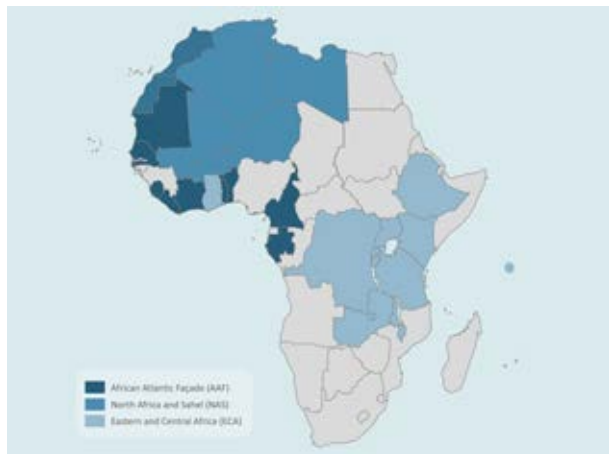 African Atlantic Façade (AAF)
North Africa and Sahel (NAS)
Eastern and Central Africa (ECA)